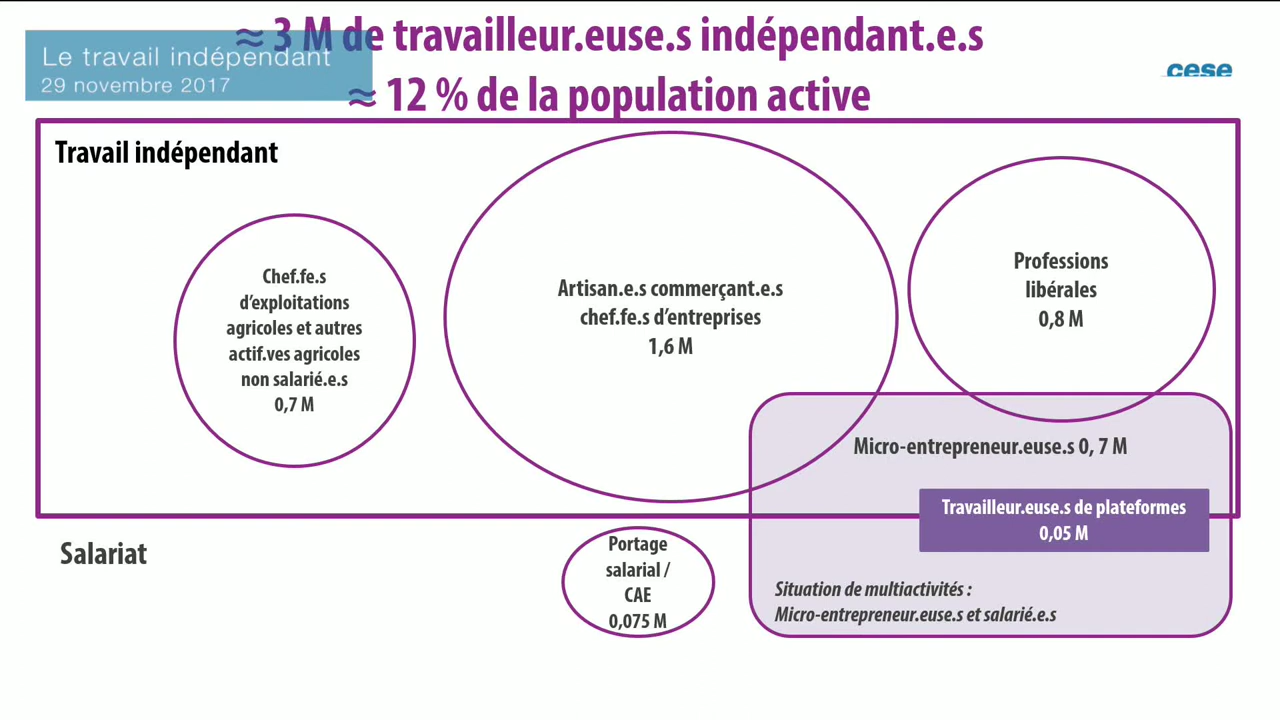 ≈ 3 M de travailleur.euse.s indépendant.e.s
Le travail indépendant
29 novembre 2017
cese
≈ 12 % de la population active
Travail indépendant
Chef.fe.s
d’exploitations
agricoles et autres
actif.ves agricoles
non salarié.e.s
0,7 M
Artisan.e.s commerçant.e.s
chef.fe.s d’entreprises
1,6 M
Professions
libérales
0,8 M
Micro-entrepreneur.euse.s 0, 7 M
Travailleur.euse.s de plateformes
0,05 M
Salariat
Portage
salarial /
CAE
0,075 M
Situation de multiactivités :
Micro-entrepreneur.euse.s et salarié.e.s